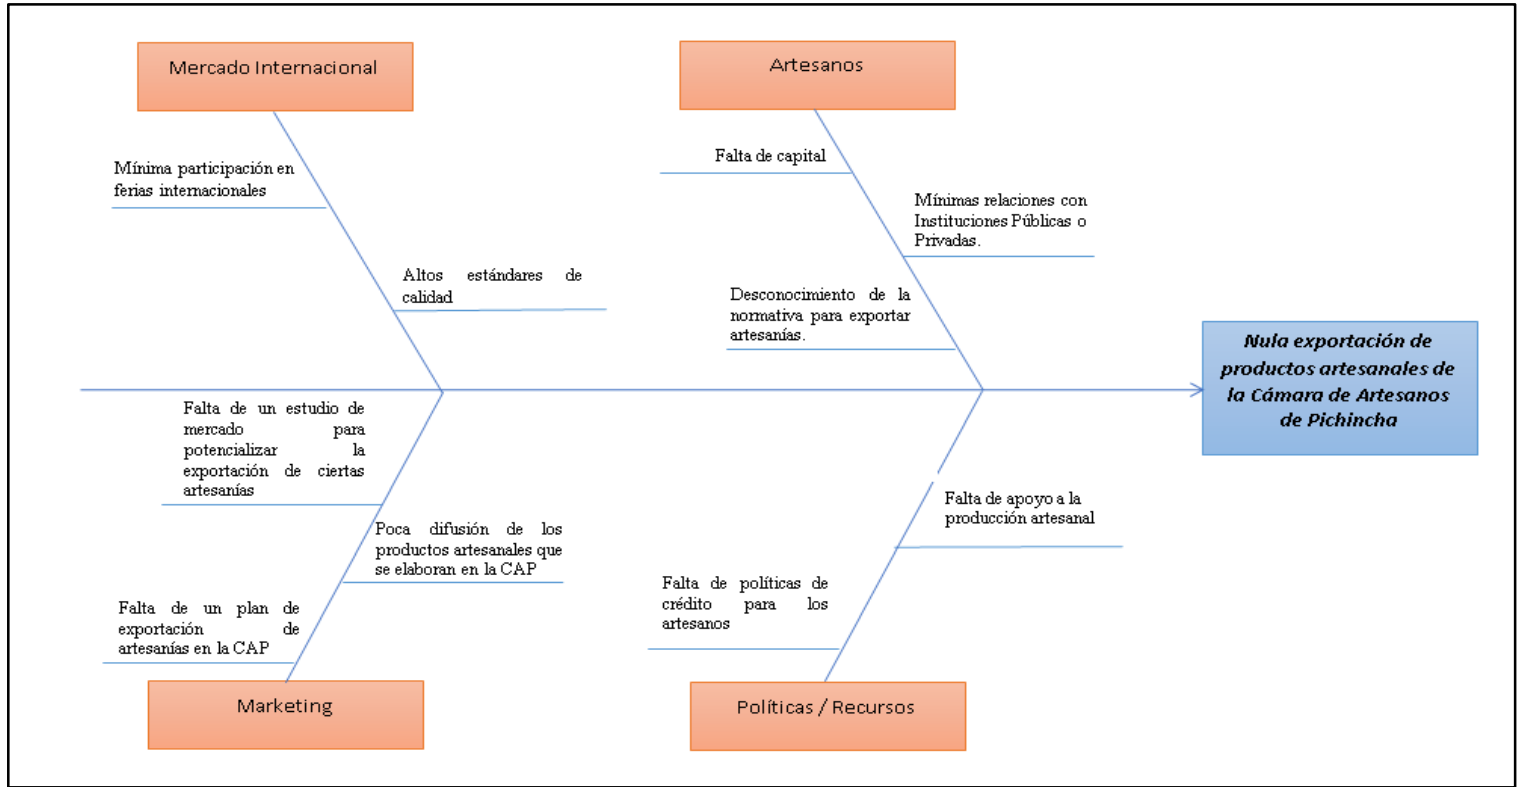 Mercado Internacional
Artesanos
Mínima participación en
ferias internacionales
Altos estándares de
calidad
Falta de capital
Mínimas relaciones con
Instituciones Públicas o
Privadas.
Desconocimiento de la
normativa para exportar
artesanías.
Nula exportación de
productos artesanales de
la Cámara de Artesanos
de Pichincha
Falta de un estudio de
mercado para
potencializar la
exportación de ciertas
artesanías
Poca difusión de los
productos artesanales que
se elaboran en la CAP
Falta de un plan de
exportación de
artesanías en la CAP
Falta de apoyo a la
producción artesanal
Falta de políticas de
crédito para los
artesanos
Marketing
Políticas / Recursos